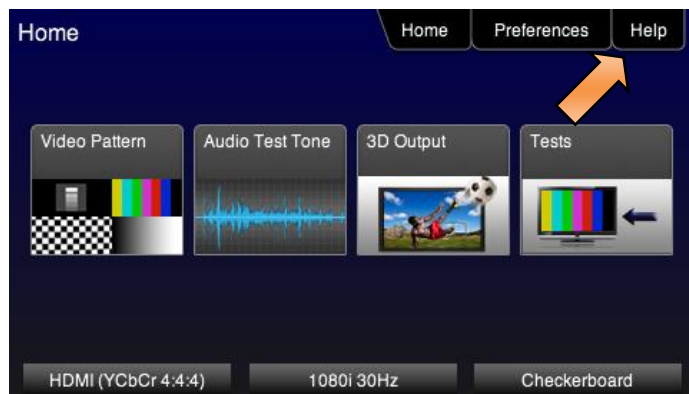 Home
Home Preferences Help
Video Pattern
Audio Test Tone
3D Output
Tests
HDMI (YCbCr 4:4:4)
1080i 30Hz
Checkerboard